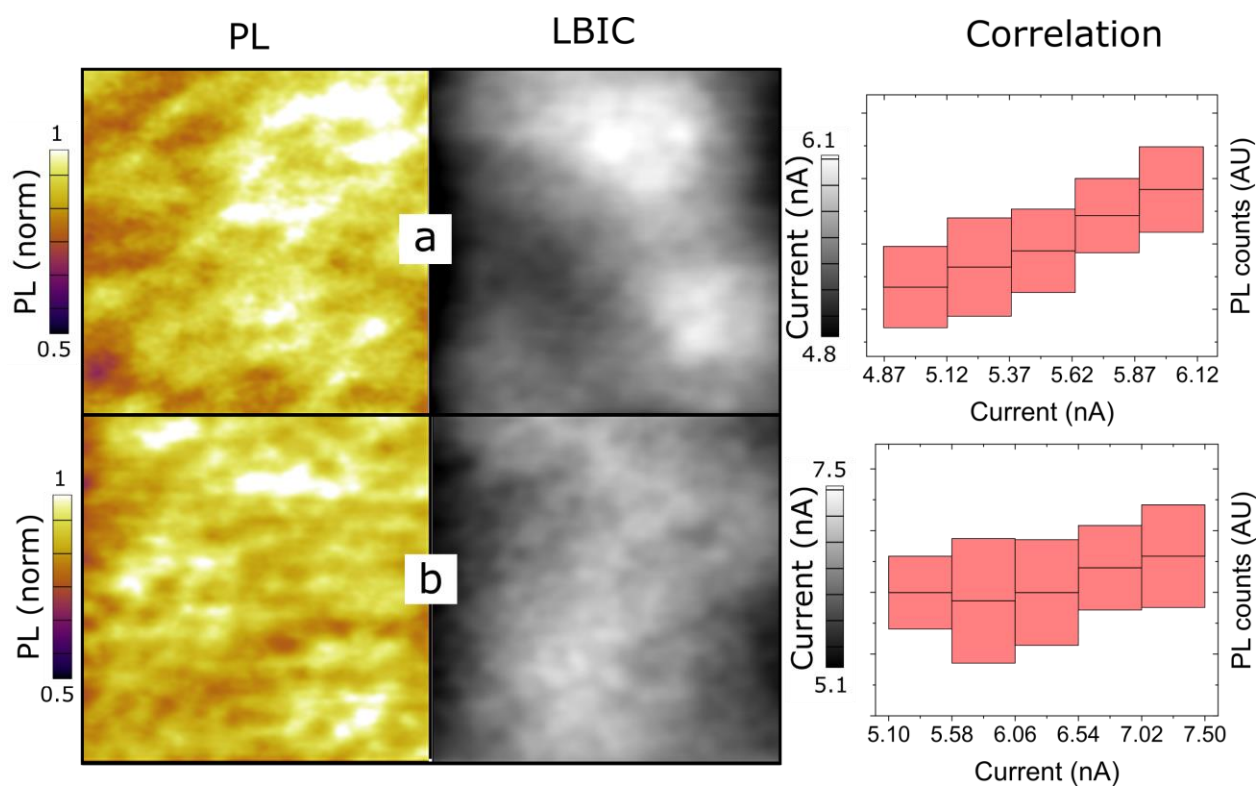 PL
LBIC
Correlation
1
PL (norm)
0.5
a
6.1
Current (nA)
4.8
PL counts (AU)
4.87 5.12 5.37 5.62 5.87 6.12
Current (nA)
1
PL (norm)
0.5
b
7.5
Current (nA)
5.1
PL counts (AU)
5.10 5.58 6.06 6.54 7.02 7.50
Current (nA)